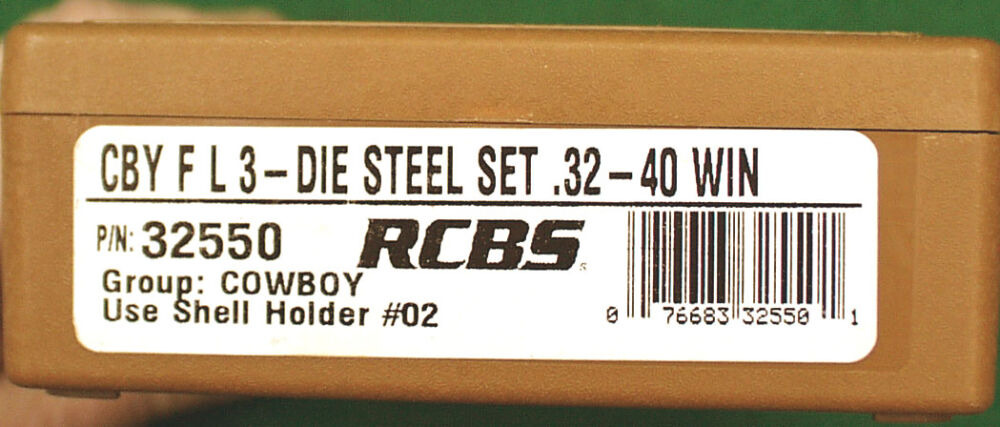 CBY F L 3-DIE STEEL SET .32-40 WIN
P/N: 32550
RCBS
Group: COWBOY
Use Shell Holder #02
0 76683 32550 1